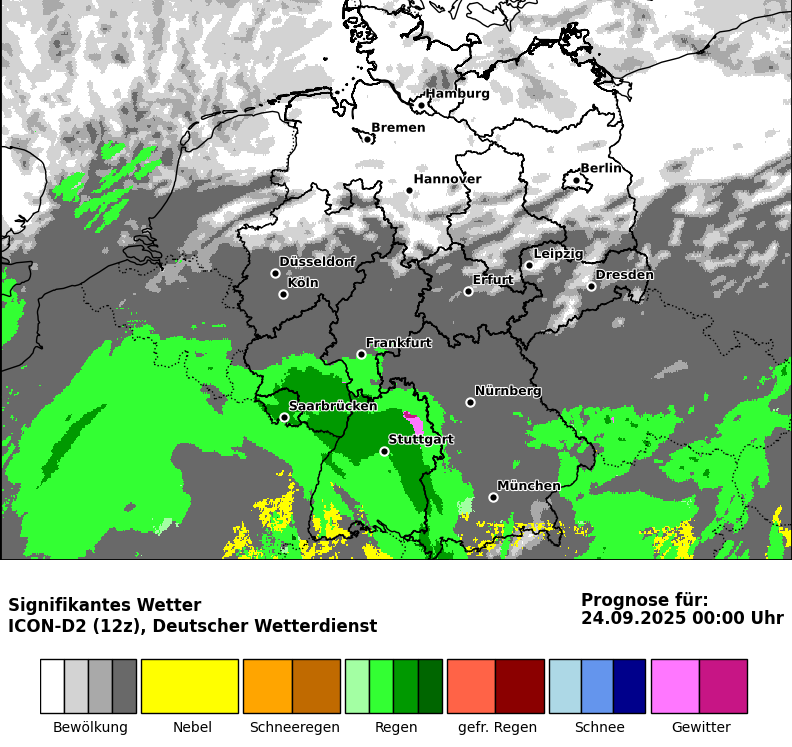 Hamburg
Bremen
Hannover
Berlin
Düsseldorf
Köln
Leipzig
Erfurt
Dresden
Frankfurt
Nürnberg
Saarbrücken
Stuttgart
München
Signifikantes Wetter
ICON-D2 (12z), Deutscher Wetterdienst
Prognose für:
24.09.2025 00:00 Uhr
Bewölkung
Nebel
Schneeregen
Regen
gefr. Regen
Schnee
Gewitter